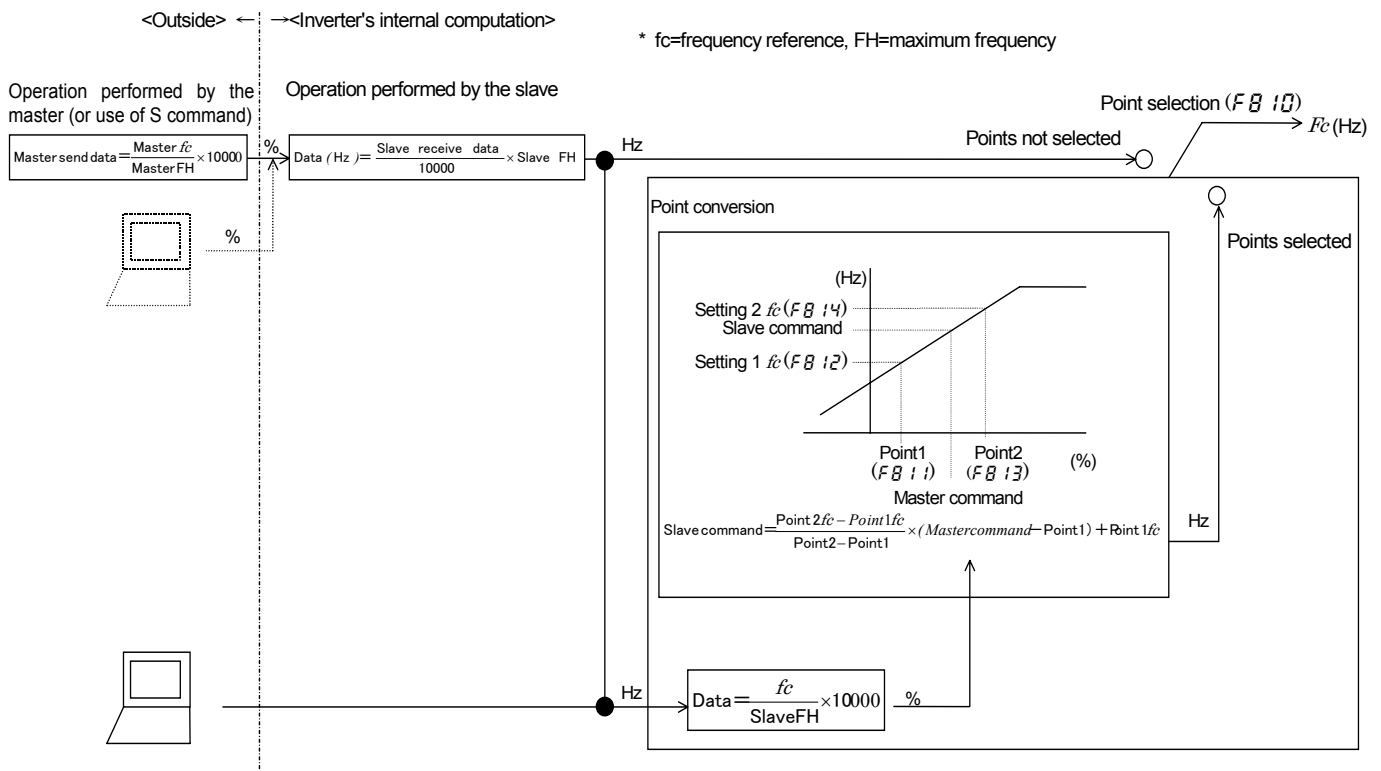 <Outside> ← →<Inverter's internal computation>
* fc=frequency reference, FH=maximum frequency
Operation performed by the
master (or use of S command)
Operation performed by the slave
Master send data = Master fc / Master FH × 10000
%
Data (Hz) = Slave receive data / 10000 × Slave FH
Hz
Points not selected
Point selection (F810)
Fc (Hz)
%
Point conversion
Points selected
(Hz)
Setting 2 fc (F814)
Slave command
Setting 1 fc (F812)
Point1
(F811)
Point2
(F813)
(%)
Master command
Slave command = Point 2fc – Point 1fc / Point2 – Point1 × (Mastercommand – Point1) + Point 1fc
Hz
Hz
Data = fc / SlaveFH × 10000
%